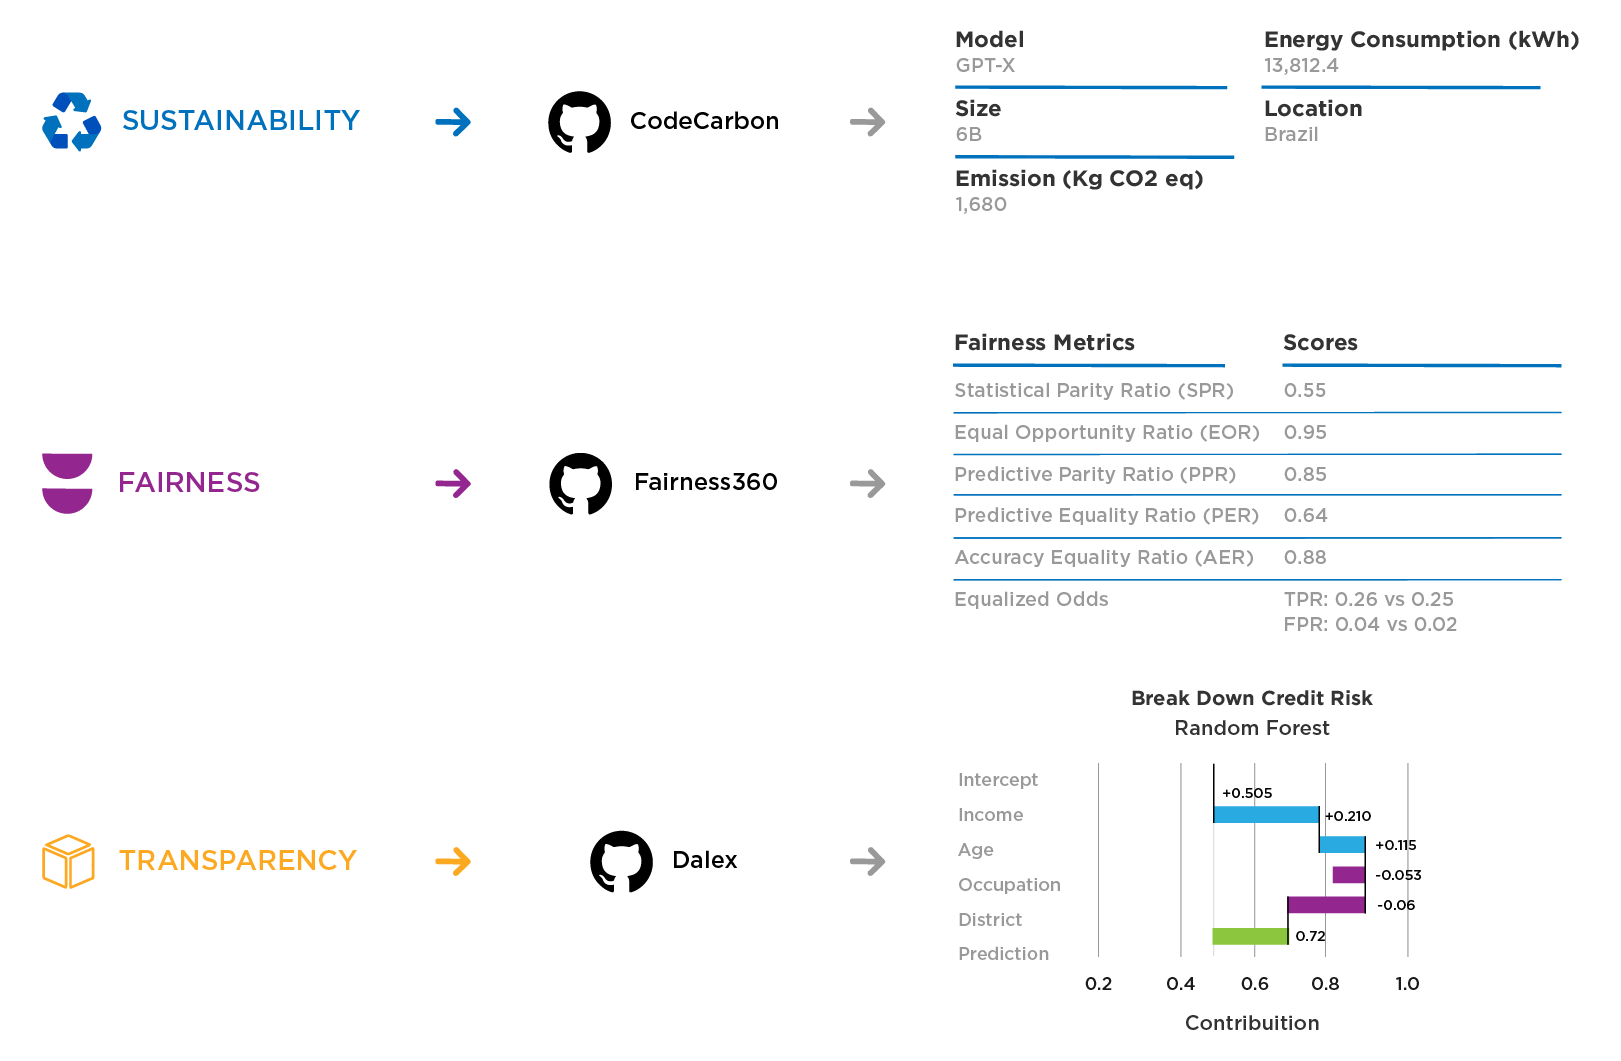 SUSTAINABILITY
CodeCarbon
Model
GPT-X
Energy Consumption (kWh)
13,812.4
Size
6B
Location
Brazil
Emission (Kg CO2 eq)
1,680
FAIRNESS
Fairness360
Fairness Metrics Scores
Statistical Parity Ratio (SPR) 0.55
Equal Opportunity Ratio (EOR) 0.95
Predictive Parity Ratio (PPR) 0.85
Predictive Equality Ratio (PER) 0.64
Accuracy Equality Ratio (AER) 0.88
Equalized Odds TPR: 0.26 vs 0.25
FPR: 0.04 vs 0.02
TRANSPARENCY
Dalex
Break Down Credit Risk
Random Forest
Intercept +0.505
Income +0.210
Age +0.115
Occupation -0.053
District -0.06
Prediction 0.72
0.2 0.4 0.6 0.8 1.0
Contribuition